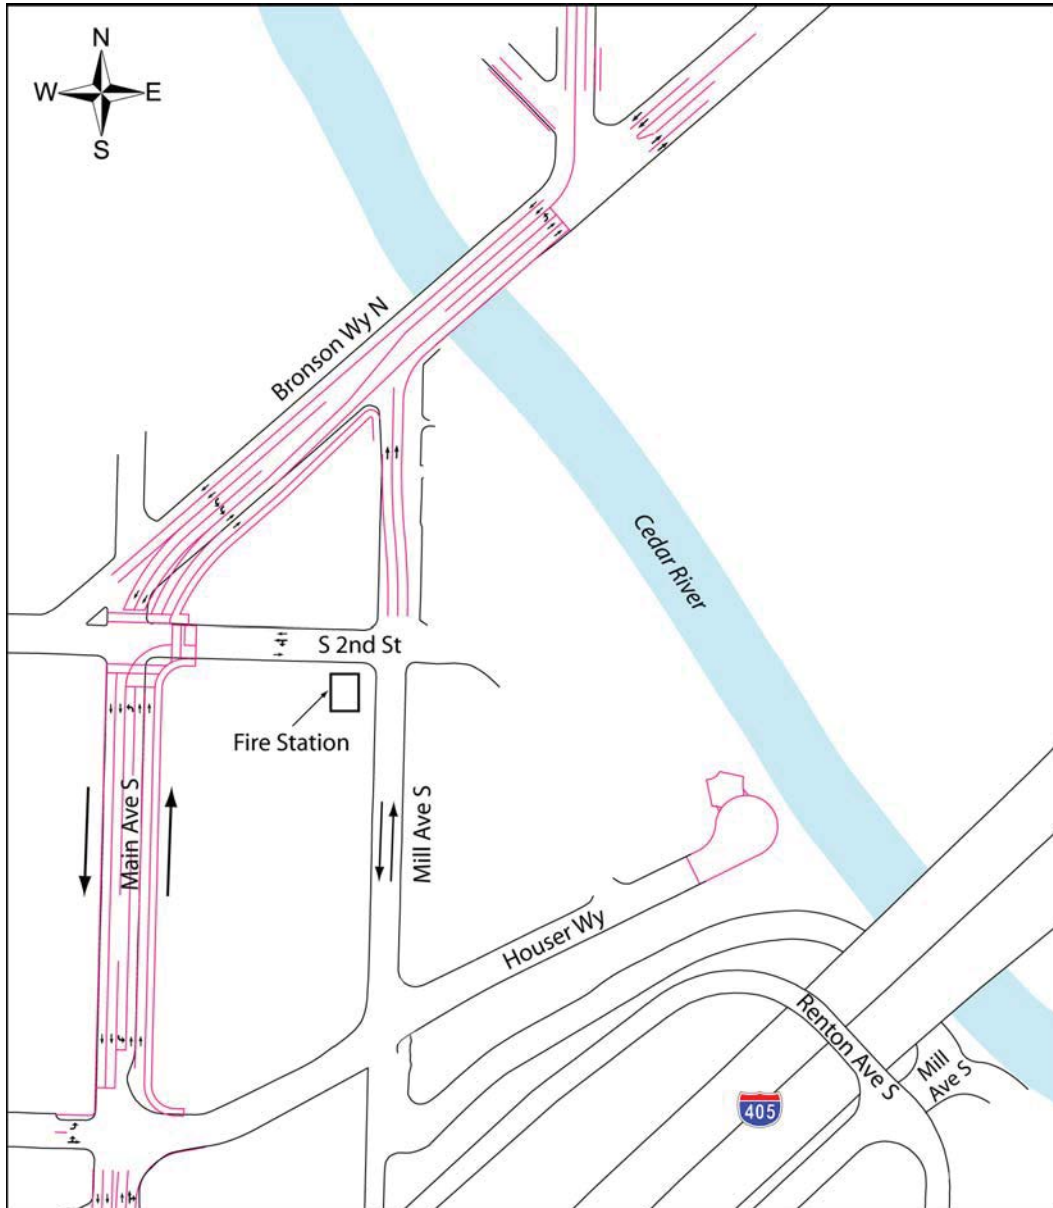 N
W E
S
Bronson Wy N
Cedar River
S 2nd St
Fire Station
Main Ave S
Mill Ave S
Houser Wy
Renton Ave S
Mill
Ave S
405